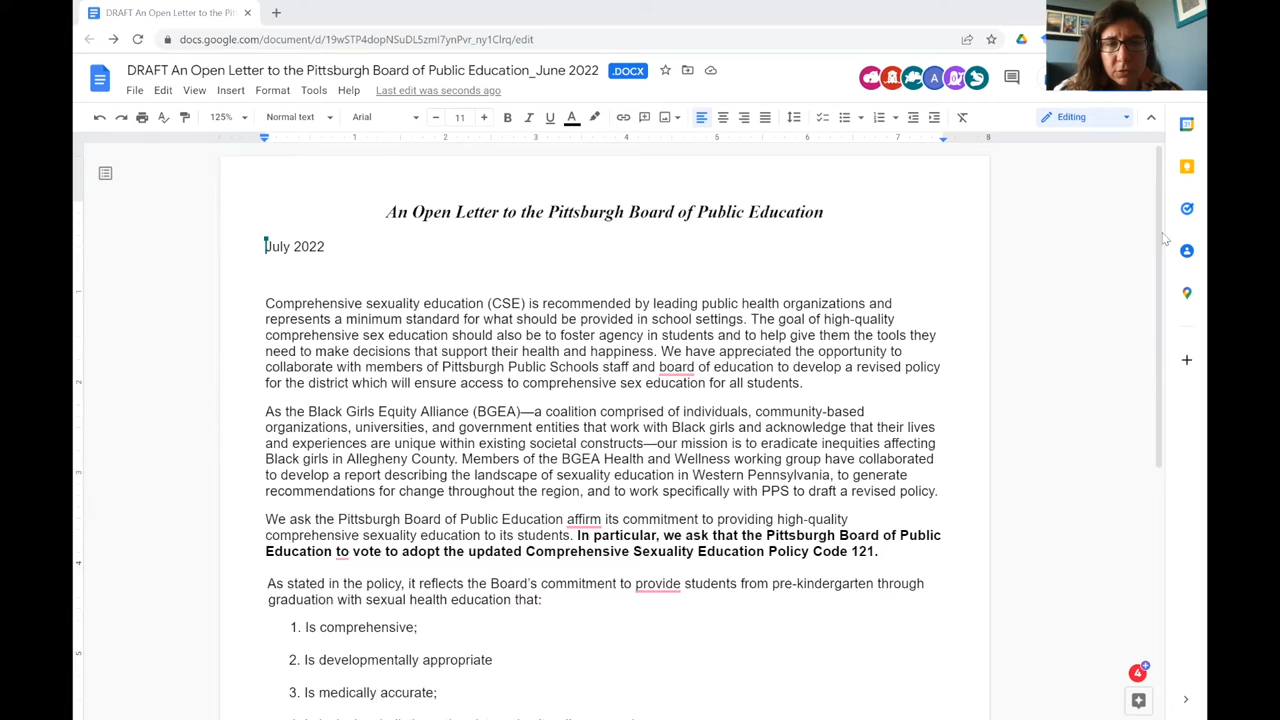 DRAFT An Open Letter to the Pit
docs.google.com/document/d/19wSTP4dopNSuDL5zml7ynPvr_ny1Clrq/edit
DRAFT An Open Letter to the Pittsburgh Board of Public Education_June 2022 .DOCX
File Edit View Insert Format Tools Help Last edit was seconds ago
125% Normal text Arial − 11 + B I U A Editing
1 2 3 4 5 6 7 8
An Open Letter to the Pittsburgh Board of Public Education
July 2022
Comprehensive sexuality education (CSE) is recommended by leading public health organizations and
represents a minimum standard for what should be provided in school settings. The goal of high-quality
comprehensive sex education should also be to foster agency in students and to help give them the tools they
need to make decisions that support their health and happiness. We have appreciated the opportunity to
collaborate with members of Pittsburgh Public Schools staff and board of education to develop a revised policy
for the district which will ensure access to comprehensive sex education for all students.
As the Black Girls Equity Alliance (BGEA)—a coalition comprised of individuals, community-based
organizations, universities, and government entities that work with Black girls and acknowledge that their lives
and experiences are unique within existing societal constructs—our mission is to eradicate inequities affecting
Black girls in Allegheny County. Members of the BGEA Health and Wellness working group have collaborated
to develop a report describing the landscape of sexuality education in Western Pennsylvania, to generate
recommendations for change throughout the region, and to work specifically with PPS to draft a revised policy.
We ask the Pittsburgh Board of Public Education affirm its commitment to providing high-quality
comprehensive sexuality education to its students. In particular, we ask that the Pittsburgh Board of Public
Education to vote to adopt the updated Comprehensive Sexuality Education Policy Code 121.
As stated in the policy, it reflects the Board's commitment to provide students from pre-kindergarten through
graduation with sexual health education that:
1. Is comprehensive;
2. Is developmentally appropriate
3. Is medically accurate;
4